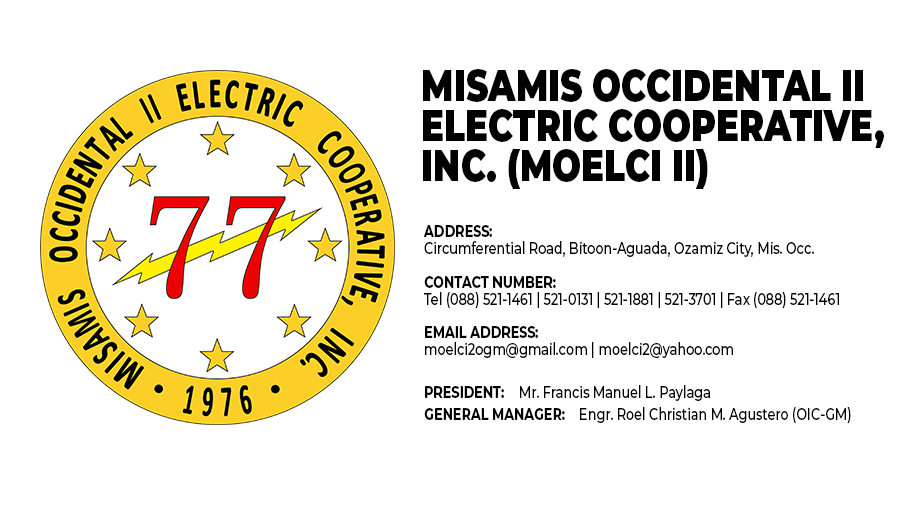 MISAMIS OCCIDENTAL II ELECTRIC COOPERATIVE, INC.
77
• 1976 •
MISAMIS OCCIDENTAL II
ELECTRIC COOPERATIVE,
INC. (MOELCI II)
ADDRESS:
Circumferential Road, Bitoon-Aguada, Ozamiz City, Mis. Occ.
CONTACT NUMBER:
Tel (088) 521-1461 | 521-0131 | 521-1881 | 521-3701 | Fax (088) 521-1461
EMAIL ADDRESS:
moelci2ogm@gmail.com | moelci2@yahoo.com
PRESIDENT: Mr. Francis Manuel L. Paylaga
GENERAL MANAGER: Engr. Roel Christian M. Agustero (OIC-GM)